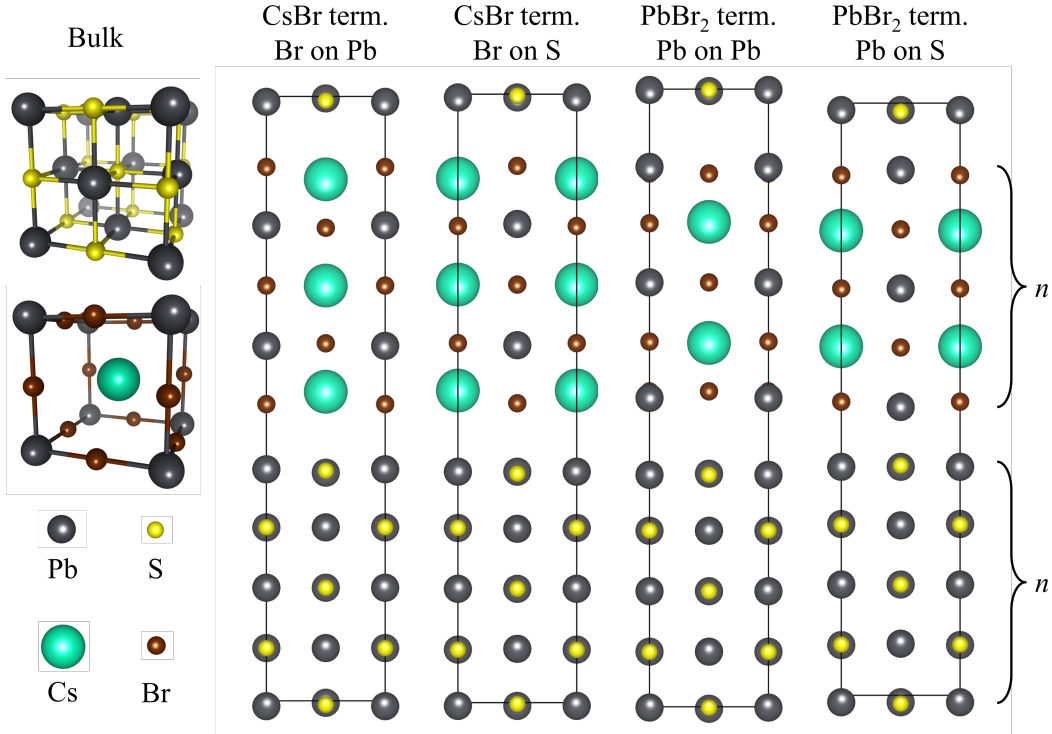 Bulk
CsBr term.
Br on Pb
CsBr term.
Br on S
PbBr₂ term.
Pb on Pb
PbBr₂ term.
Pb on S
n
n
Pb
S
Cs
Br